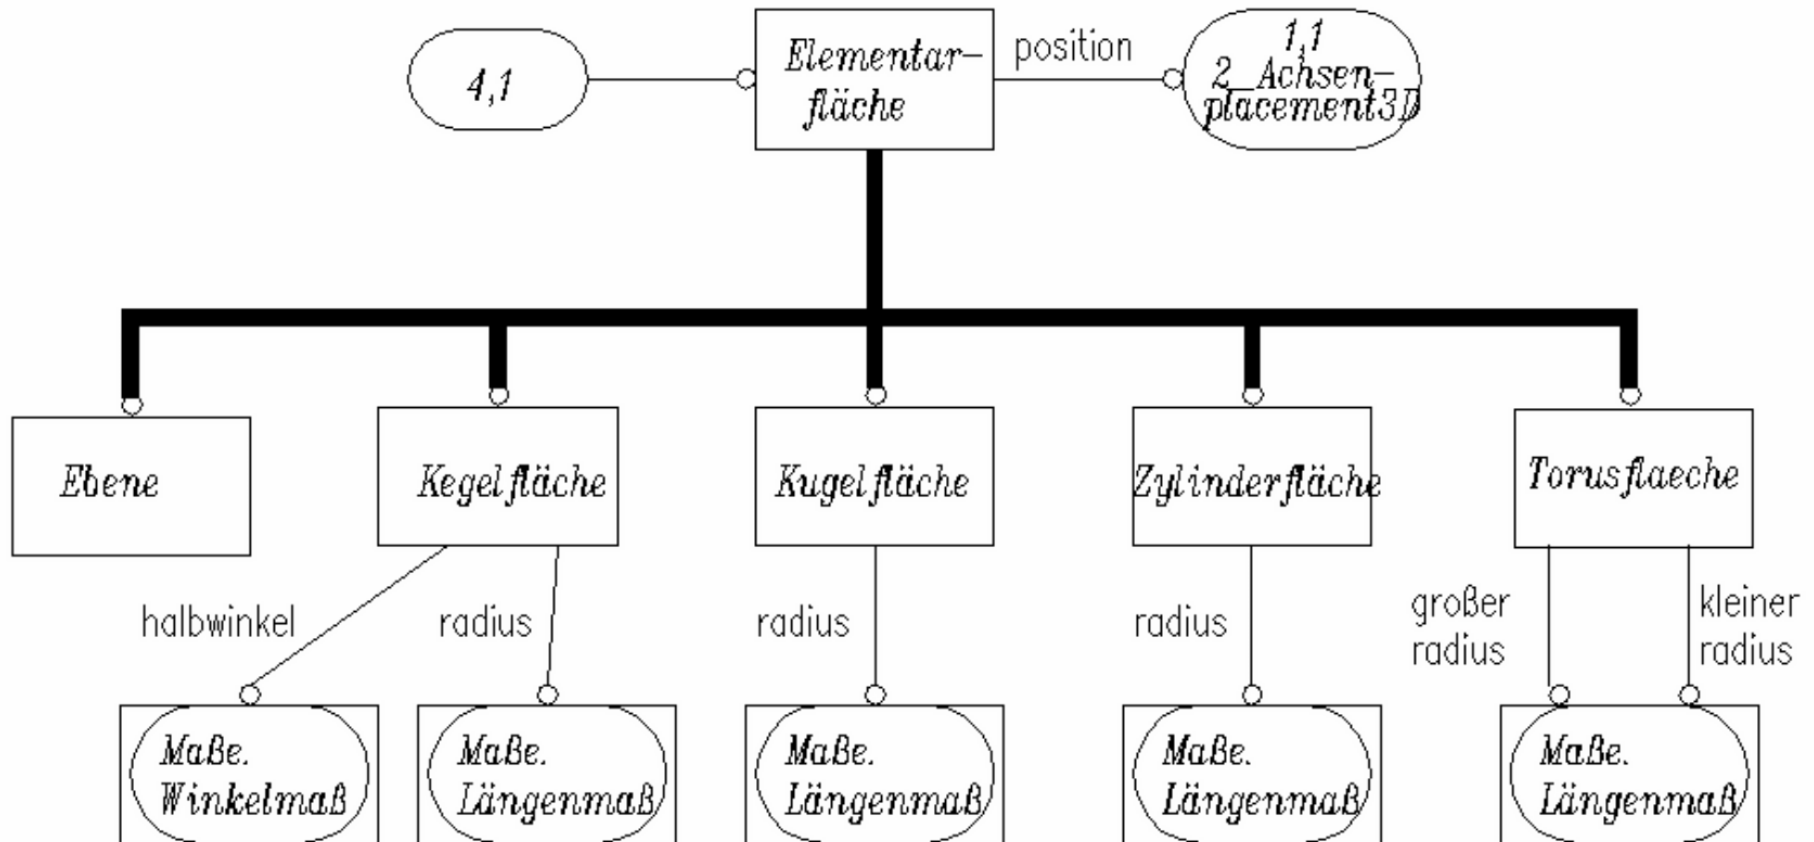 4,1
Elementar-
fläche
position
1,1
2_Achsen-
placement3D
Ebene
Kegelfläche
Kugelfläche
Zylinderfläche
Torusflaeche
halbwinkel
radius
radius
radius
großer
radius
kleiner
radius
Maße.
Winkelmaß
Maße.
Längenmaß
Maße.
Längenmaß
Maße.
Längenmaß
Maße.
Längenmaß